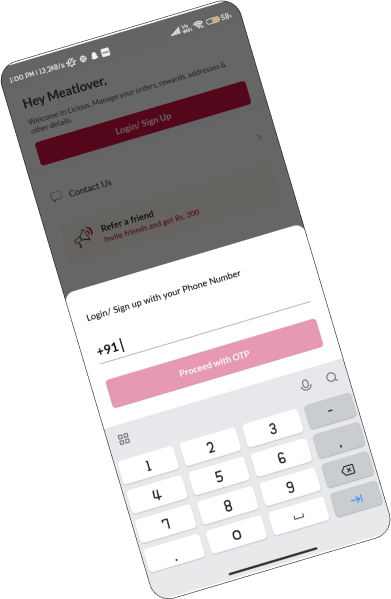 1:00 PM | 13.2KB/s
Vo WiFi 58
Hey Meatlover,
Welcome to Licious. Manage your orders, rewards, addresses &
other details.
Login/ Sign Up
Contact Us
Refer a friend
Invite friends and get Rs. 200
Login/ Sign up with your Phone Number
+91
Proceed with OTP
1 2 3 -
4 5 6 ,
7 8 9
. 0